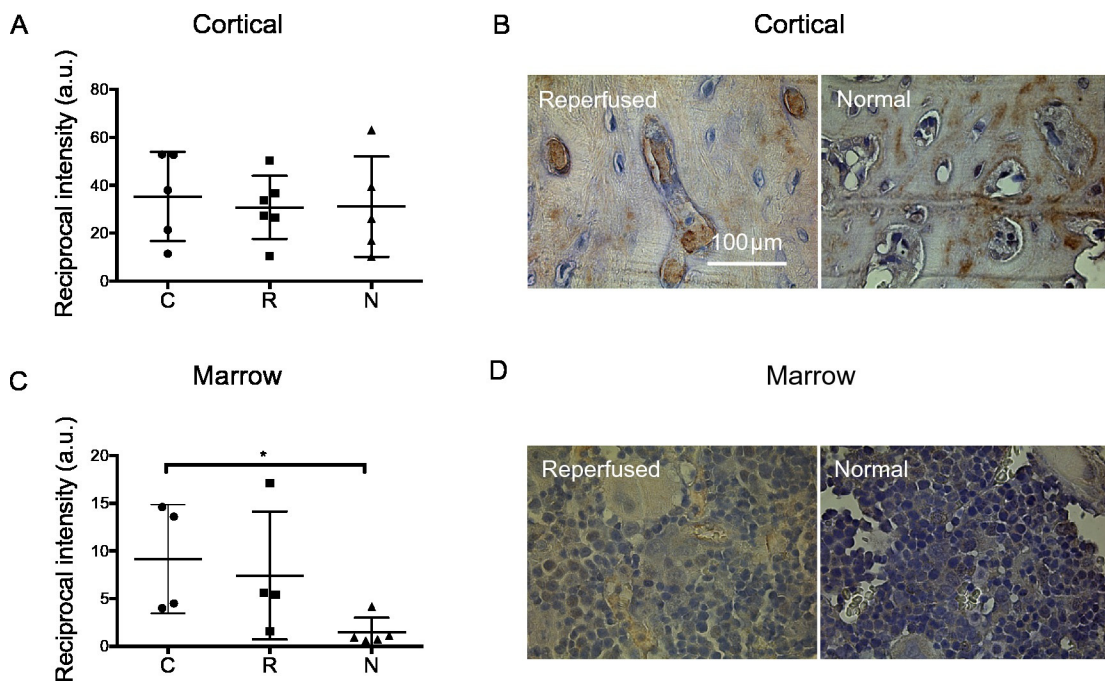 A
Cortical
Reciprocal intensity (a.u.)
80
60
40
20
0
C R N
B
Cortical
Reperfused
Normal
100µm
C
Marrow
Reciprocal intensity (a.u.)
20
15
10
5
0
*
C R N
D
Marrow
Reperfused
Normal